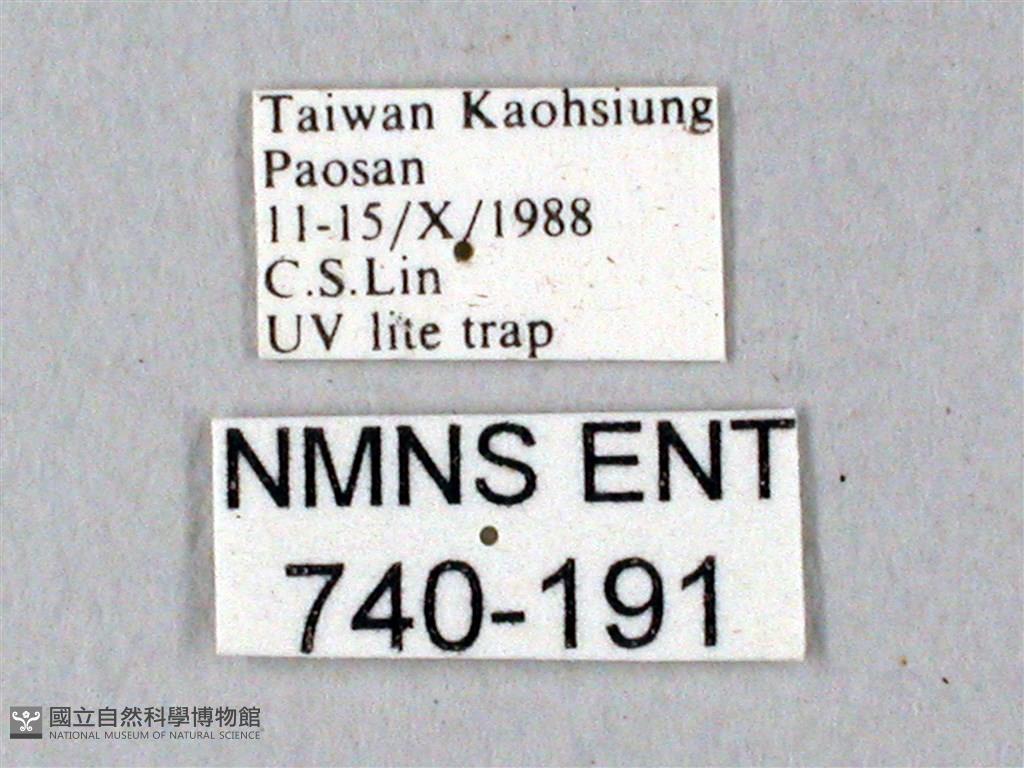 Taiwan Kaohsiung
Paosan
11-15/X/1988
C.S.Lin
UV lite trap
NMNS ENT
740-191
國立自然科學博物館
NATIONAL MUSEUM OF NATURAL SCIENCE